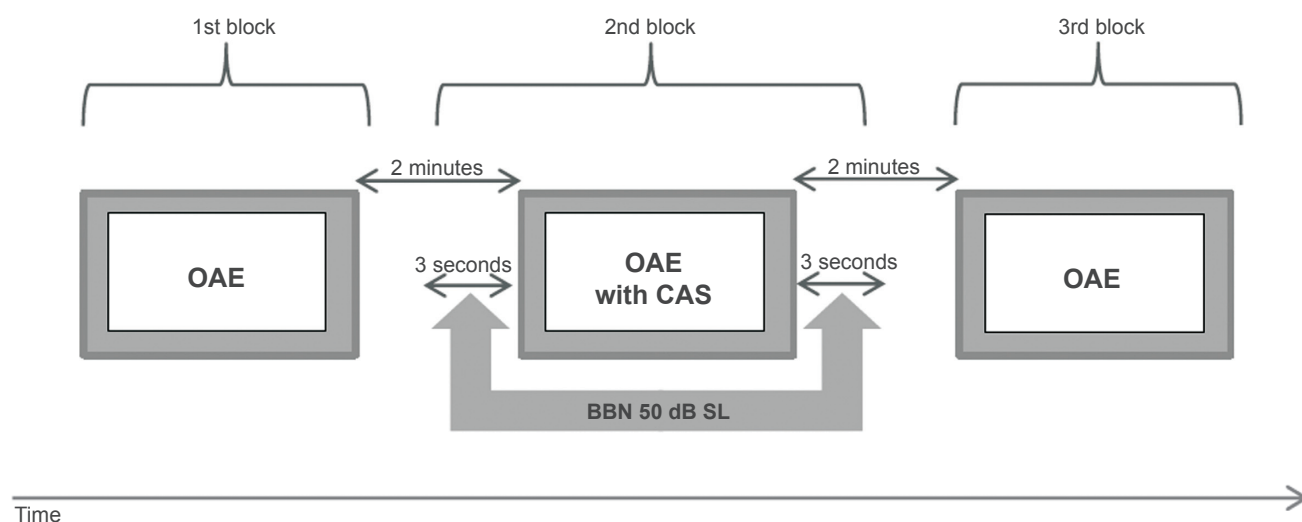 1st block
2nd block
3rd block
2 minutes
2 minutes
OAE
3 seconds
OAE
with CAS
3 seconds
OAE
BBN 50 dB SL
Time